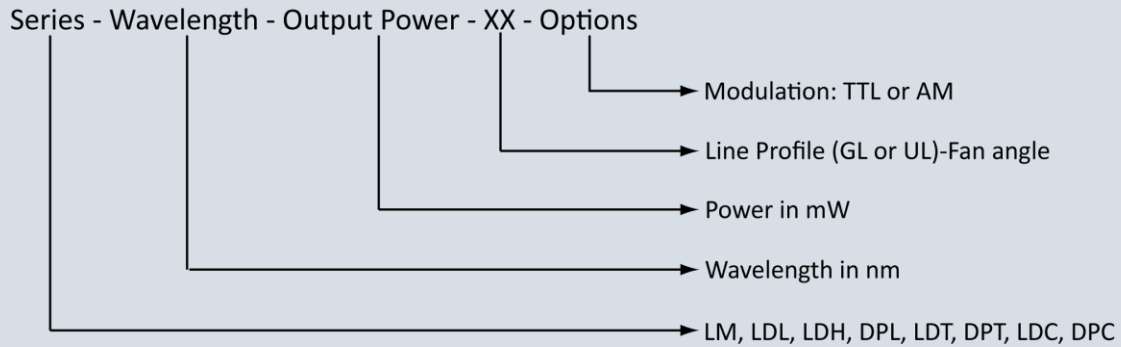 Series - Wavelength - Output Power - XX - Options
Modulation: TTL or AM
Line Profile (GL or UL)-Fan angle
Power in mW
Wavelength in nm
LM, LDL, LDH, DPL, LDT, DPT, LDC, DPC